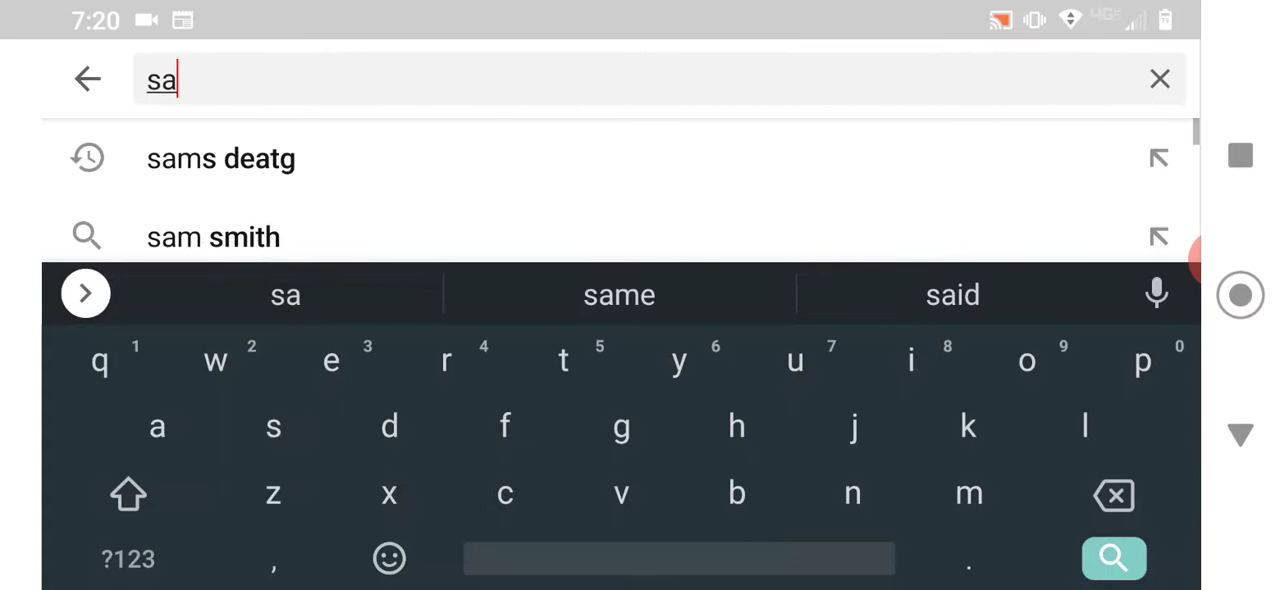 7:20 4G
sa
sams deatg
sam smith
sa same said
q 1 w 2 e 3 r 4 t 5 y 6 u 7 i 8 o 9 p 0
a s d f g h j k l
z x c v b n m
?123 , .